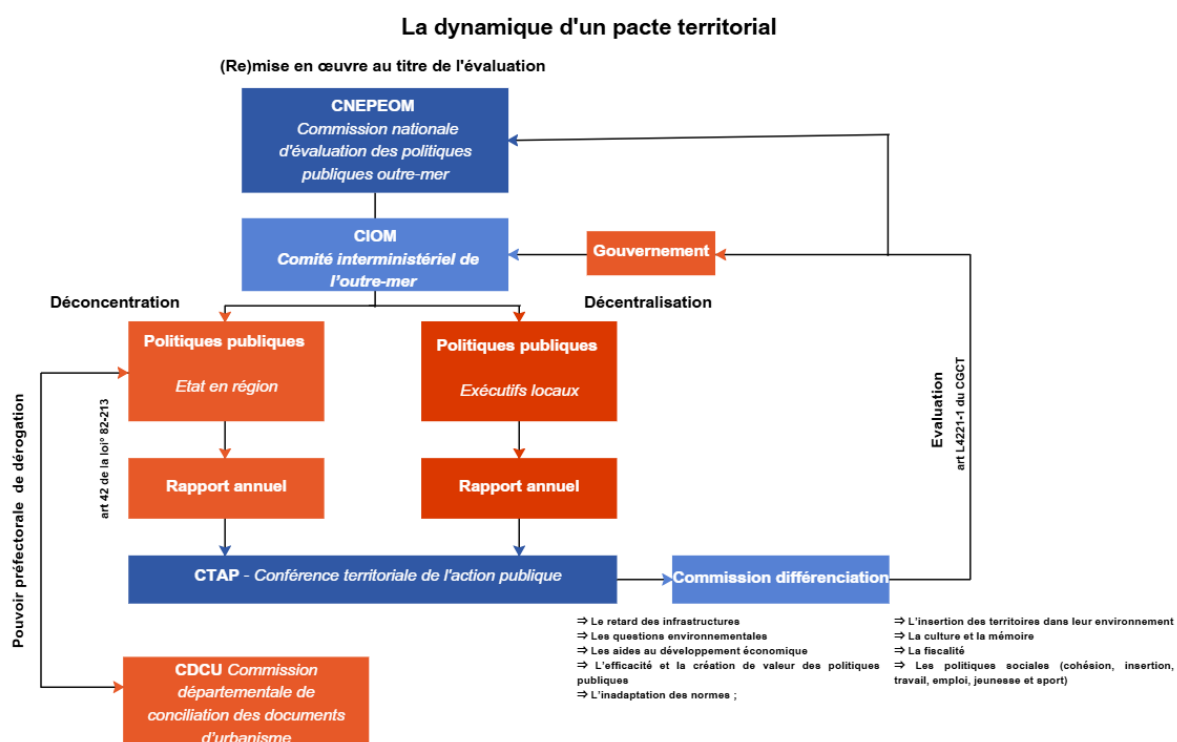 La dynamique d'un pacte territorial
(Re)mise en œuvre au titre de l'évaluation
CNEPEOM
Commission nationale
d'évaluation des politiques
publiques outre-mer
CIOM
Comité interministériel de
l'outre-mer
Gouvernement
Déconcentration
Décentralisation
Politiques publiques
Etat en région
Politiques publiques
Exécutifs locaux
Pouvoir préfectorale de dérogation
art 42 de la loi° 82-213
Evaluation
art L4221-1 du CGCT
Rapport annuel
Rapport annuel
CTAP - Conférence territoriale de l'action publique
Commission différenciation
⇒ Le retard des infrastructures
⇒ Les questions environnementales
⇒ Les aides au développement économique
⇒ L'efficacité et la création de valeur des politiques
publiques
⇒ L'inadaptation des normes ;
⇒ L'insertion des territoires dans leur environnement
⇒ La culture et la mémoire
⇒ La fiscalité
⇒ Les politiques sociales (cohésion, insertion,
travail, emploi, jeunesse et sport)
CDCU Commission
départementale de
conciliation des documents
d'urbanisme